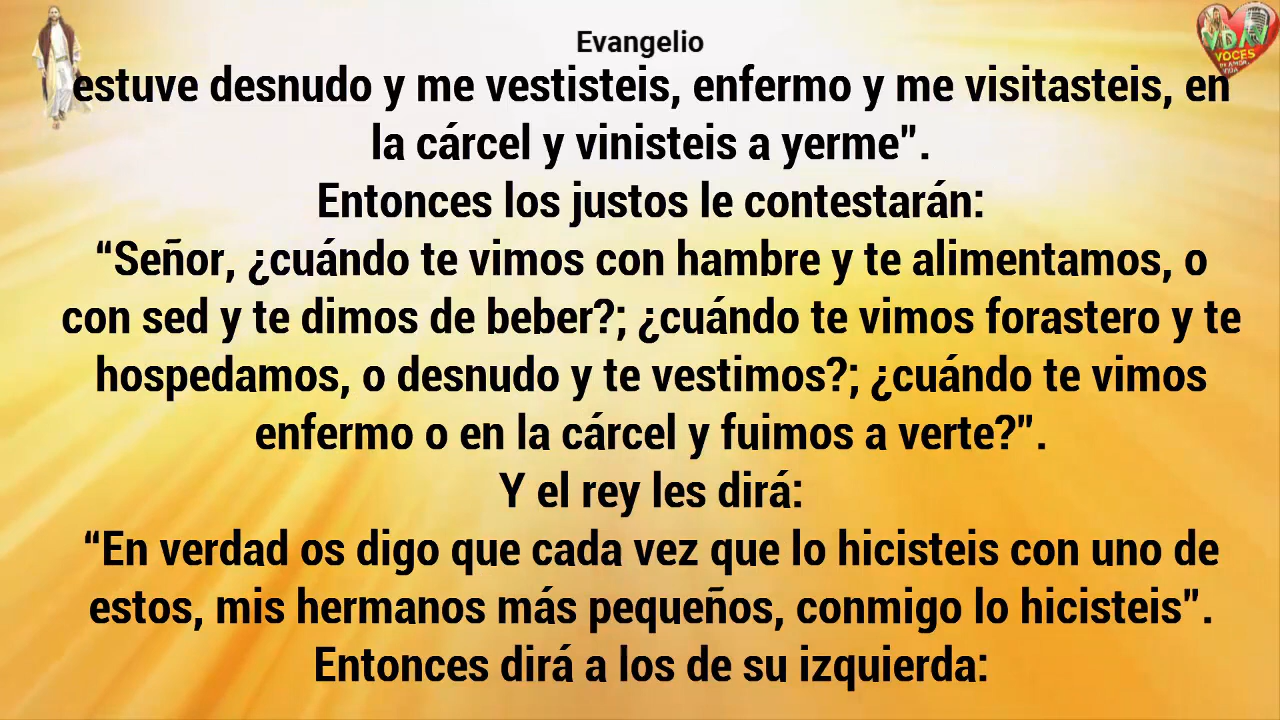 Evangelio
estuve desnudo y me vestisteis, enfermo y me visitasteis, en
la cárcel y vinisteis a yerme”.
Entonces los justos le contestarán:
“Señor, ¿cuándo te vimos con hambre y te alimentamos, o
con sed y te dimos de beber?; ¿cuándo te vimos forastero y te
hospedamos, o desnudo y te vestimos?; ¿cuándo te vimos
enfermo o en la cárcel y fuimos a verte?”.
Y el rey les dirá:
“En verdad os digo que cada vez que lo hicisteis con uno de
estos, mis hermanos más pequeños, conmigo lo hicisteis”.
Entonces dirá a los de su izquierda:
VDAV
VOCES